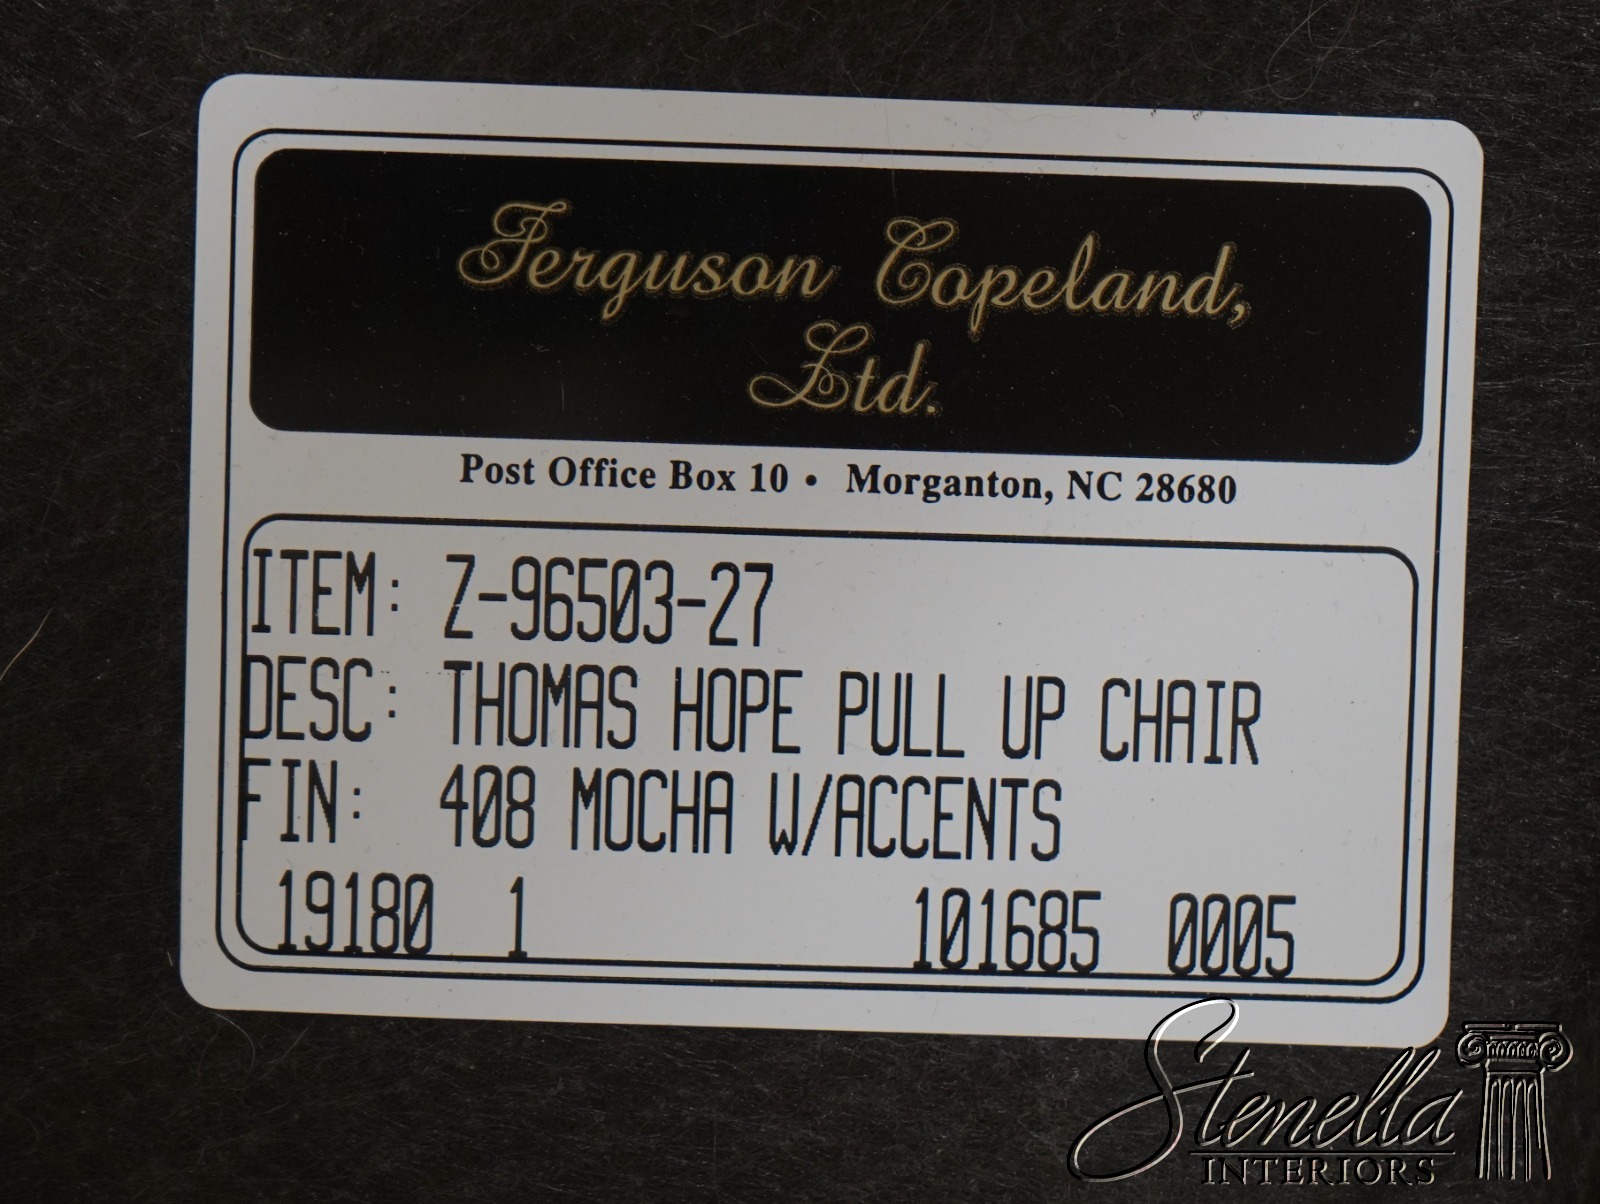 Ferguson Copeland,
Ltd.
Post Office Box 10 • Morganton, NC 28680
ITEM: Z-96503-27
DESC: THOMAS HOPE PULL UP CHAIR
FIN: 408 MOCHA W/ACCENTS
19180 1 101685 0005
Stenella
INTERIORS